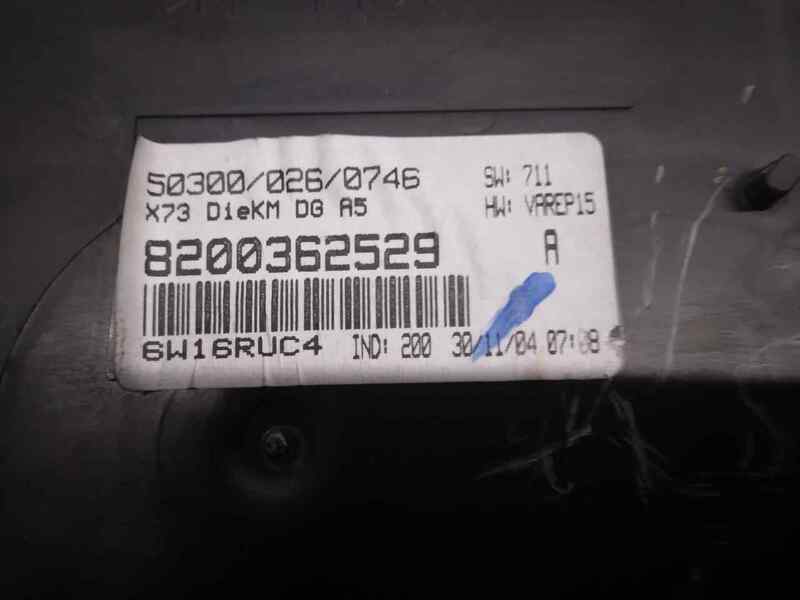 50300/026/0746 SW: 711
X73 DieKM DG A5 HW: VAREP15
8200362529 A
6W16RUC4 IND: 200 30/11/04 07:08